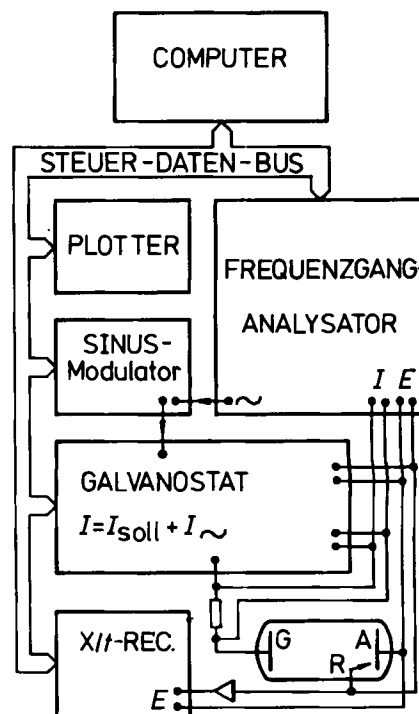 COMPUTER
STEUER-DATEN-BUS
PLOTTER
FREQUENZGANG-
ANALYSATOR
SINUS-
Modulator
~
I E
GALVANOSTAT
I=Isoll + I~
X/t-REC.
E
G A
R